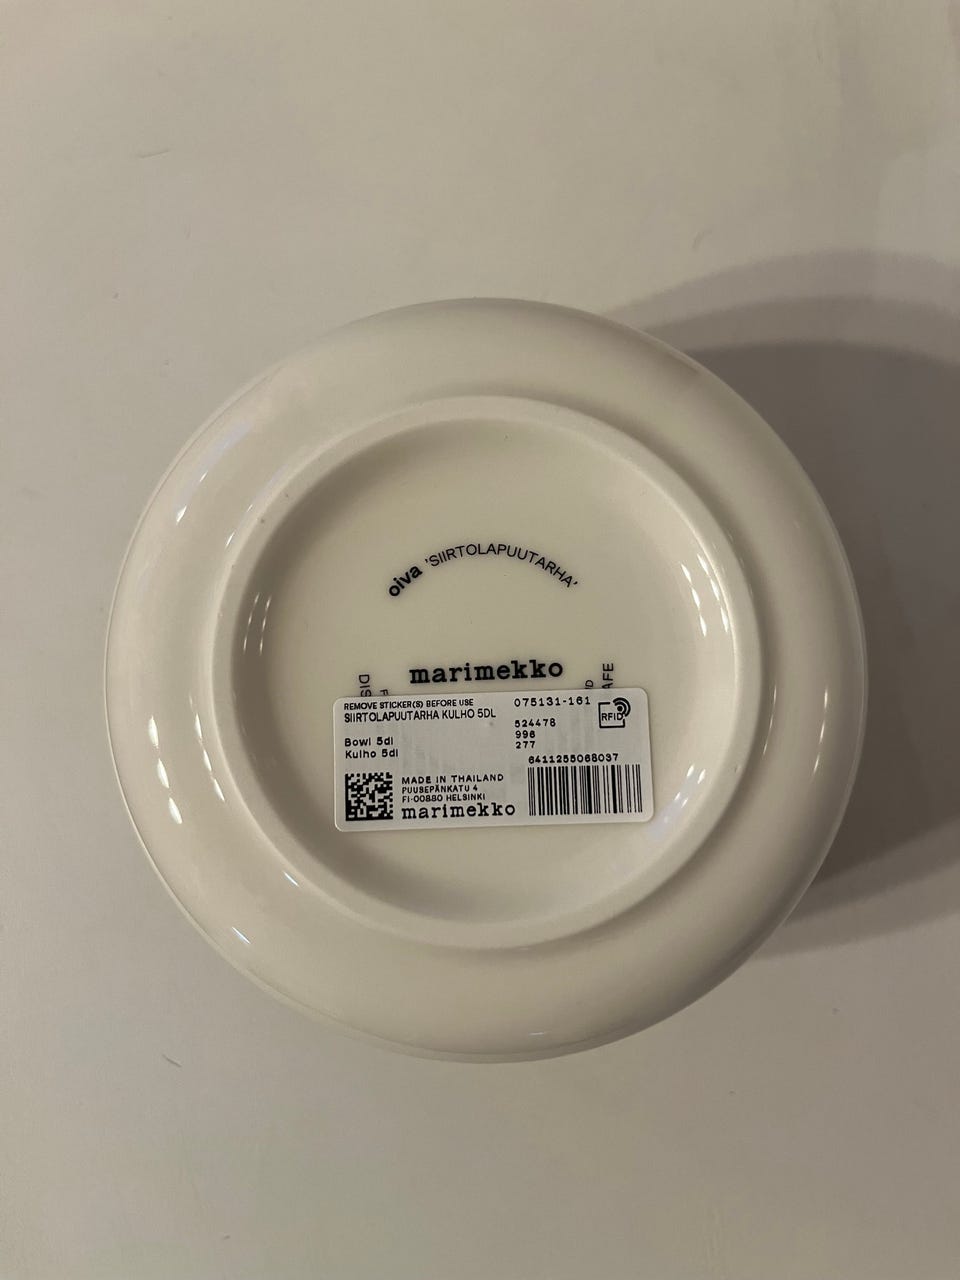 oiva 'SIIRTOLAPUUTARHA'
marimekko
REMOVE STICKER(S) BEFORE USE
SIIRTOLAPUUTARHA KULHO 5DL
075131-161
RFID
524478
996
277
Bowl 5dl
Kulho 5dl
6411255068037
MADE IN THAILAND
PUUSEPÄNKATU 4
FI-00880 HELSINKI
marimekko